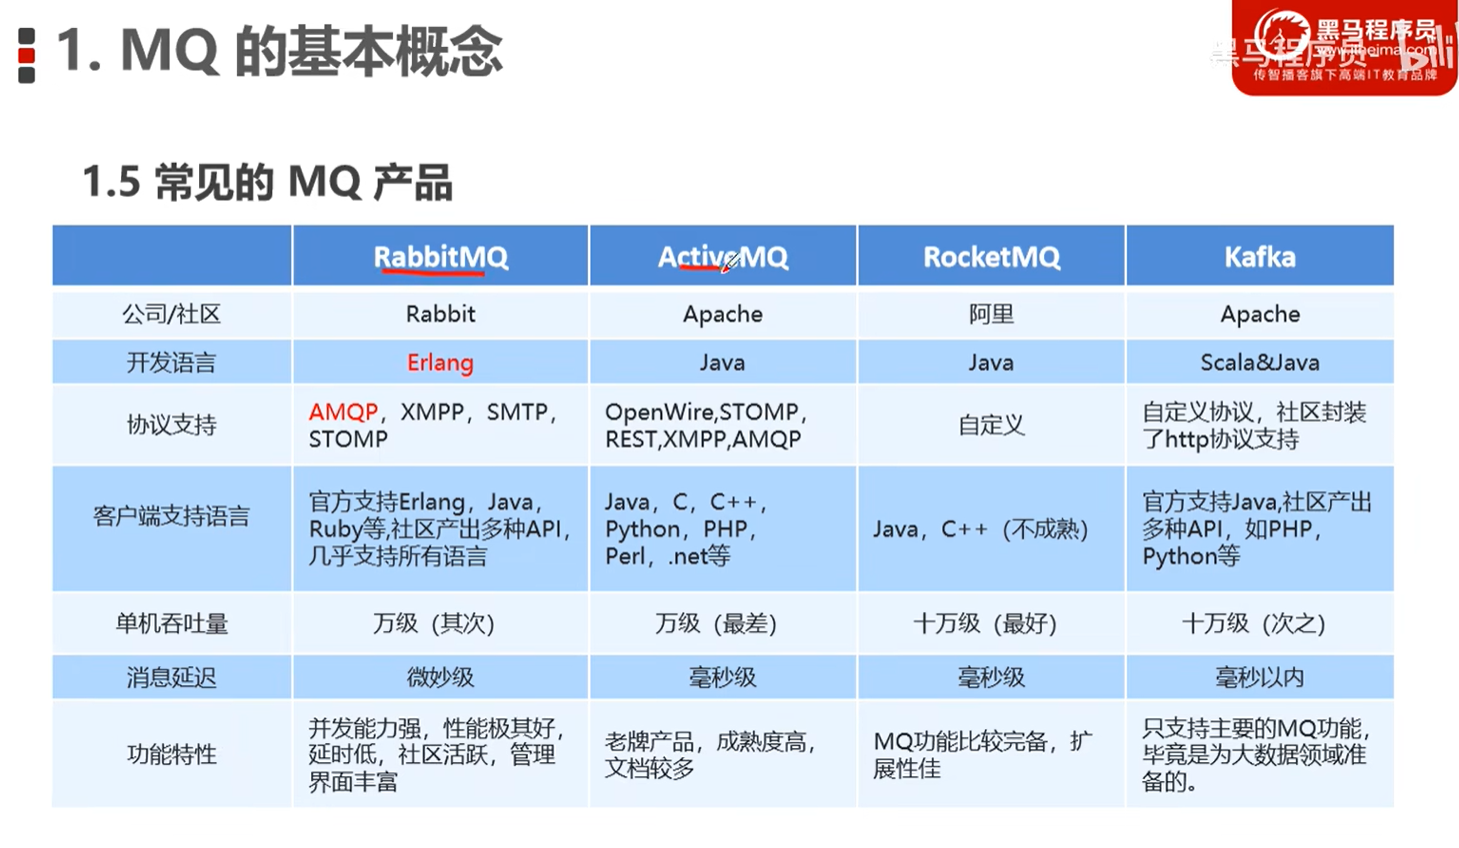 1. MQ 的基本概念
黑马程序员
www.itheima.com
传智播客旗下高端IT教育品牌
黑马程序员- bili
1.5 常见的 MQ 产品
RabbitMQ ActiveMQ RocketMQ Kafka
公司/社区 Rabbit Apache 阿里 Apache
开发语言 Erlang Java Java Scala&Java
协议支持
AMQP，XMPP，SMTP，
STOMP
OpenWire,STOMP，
REST,XMPP,AMQP
自定义
自定义协议，社区封装
了http协议支持
客户端支持语言
官方支持Erlang，Java，
Ruby等,社区产出多种API，
几乎支持所有语言
Java，C，C++，
Python，PHP，
Perl，.net等
Java，C++（不成熟）
官方支持Java,社区产出
多种API，如PHP，
Python等
单机吞吐量 万级（其次） 万级（最差） 十万级（最好） 十万级（次之）
消息延迟 微妙级 毫秒级 毫秒级 毫秒以内
功能特性
并发能力强，性能极其好，
延时低，社区活跃，管理
界面丰富
老牌产品，成熟度高，
文档较多
MQ功能比较完备，扩
展性佳
只支持主要的MQ功能，
毕竟是为大数据领域准
备的。